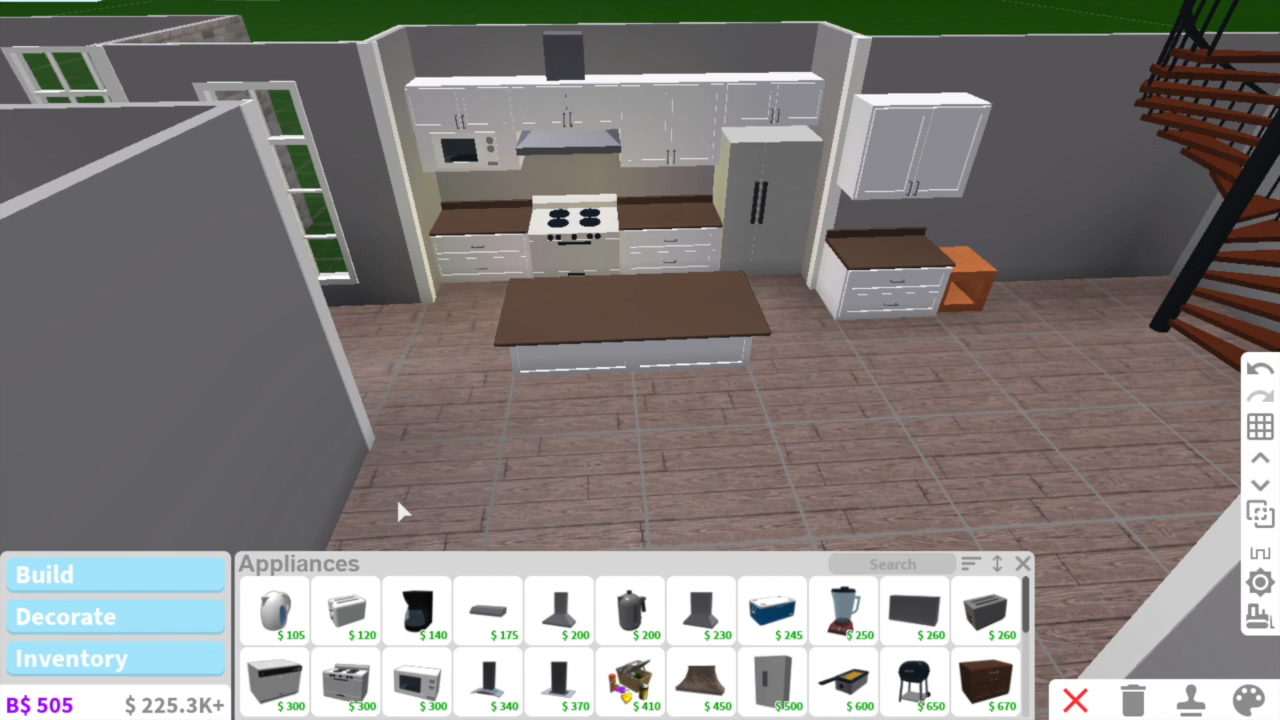 Build
Decorate
Inventory
B$ 505 $ 225.3K+
Appliances Search
$ 105 $ 120 $ 140 $ 175 $ 200 $ 200 $ 230 $ 245 $ 250 $ 260 $ 260
$ 300 $ 300 $ 300 $ 340 $ 370 $ 410 $ 450 $ 500 $ 600 $ 650 $ 670